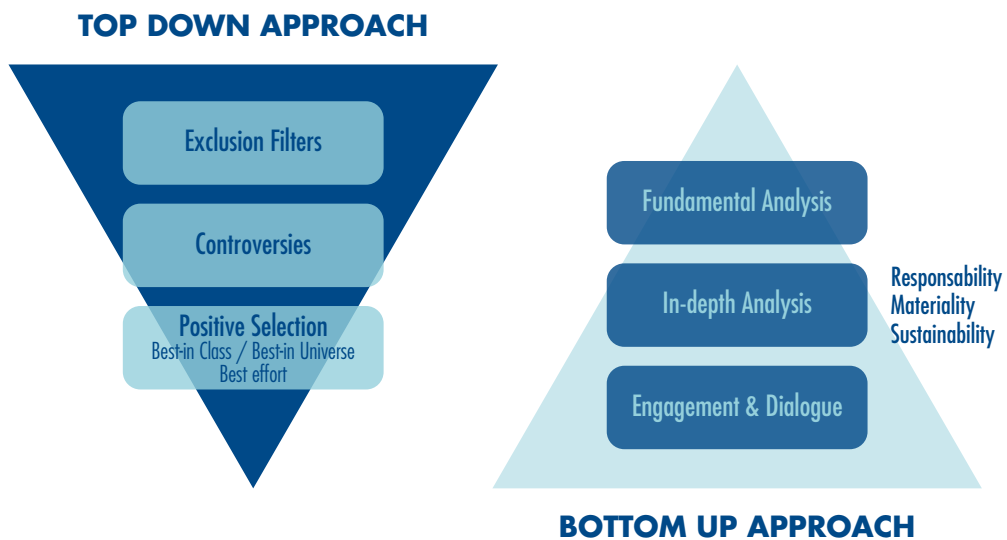 TOP DOWN APPROACH
Exclusion Filters
Controversies
Positive Selection
Best-in Class / Best-in Universe
Best effort
Fundamental Analysis
In-depth Analysis
Engagement & Dialogue
Responsability
Materiality
Sustainability
BOTTOM UP APPROACH